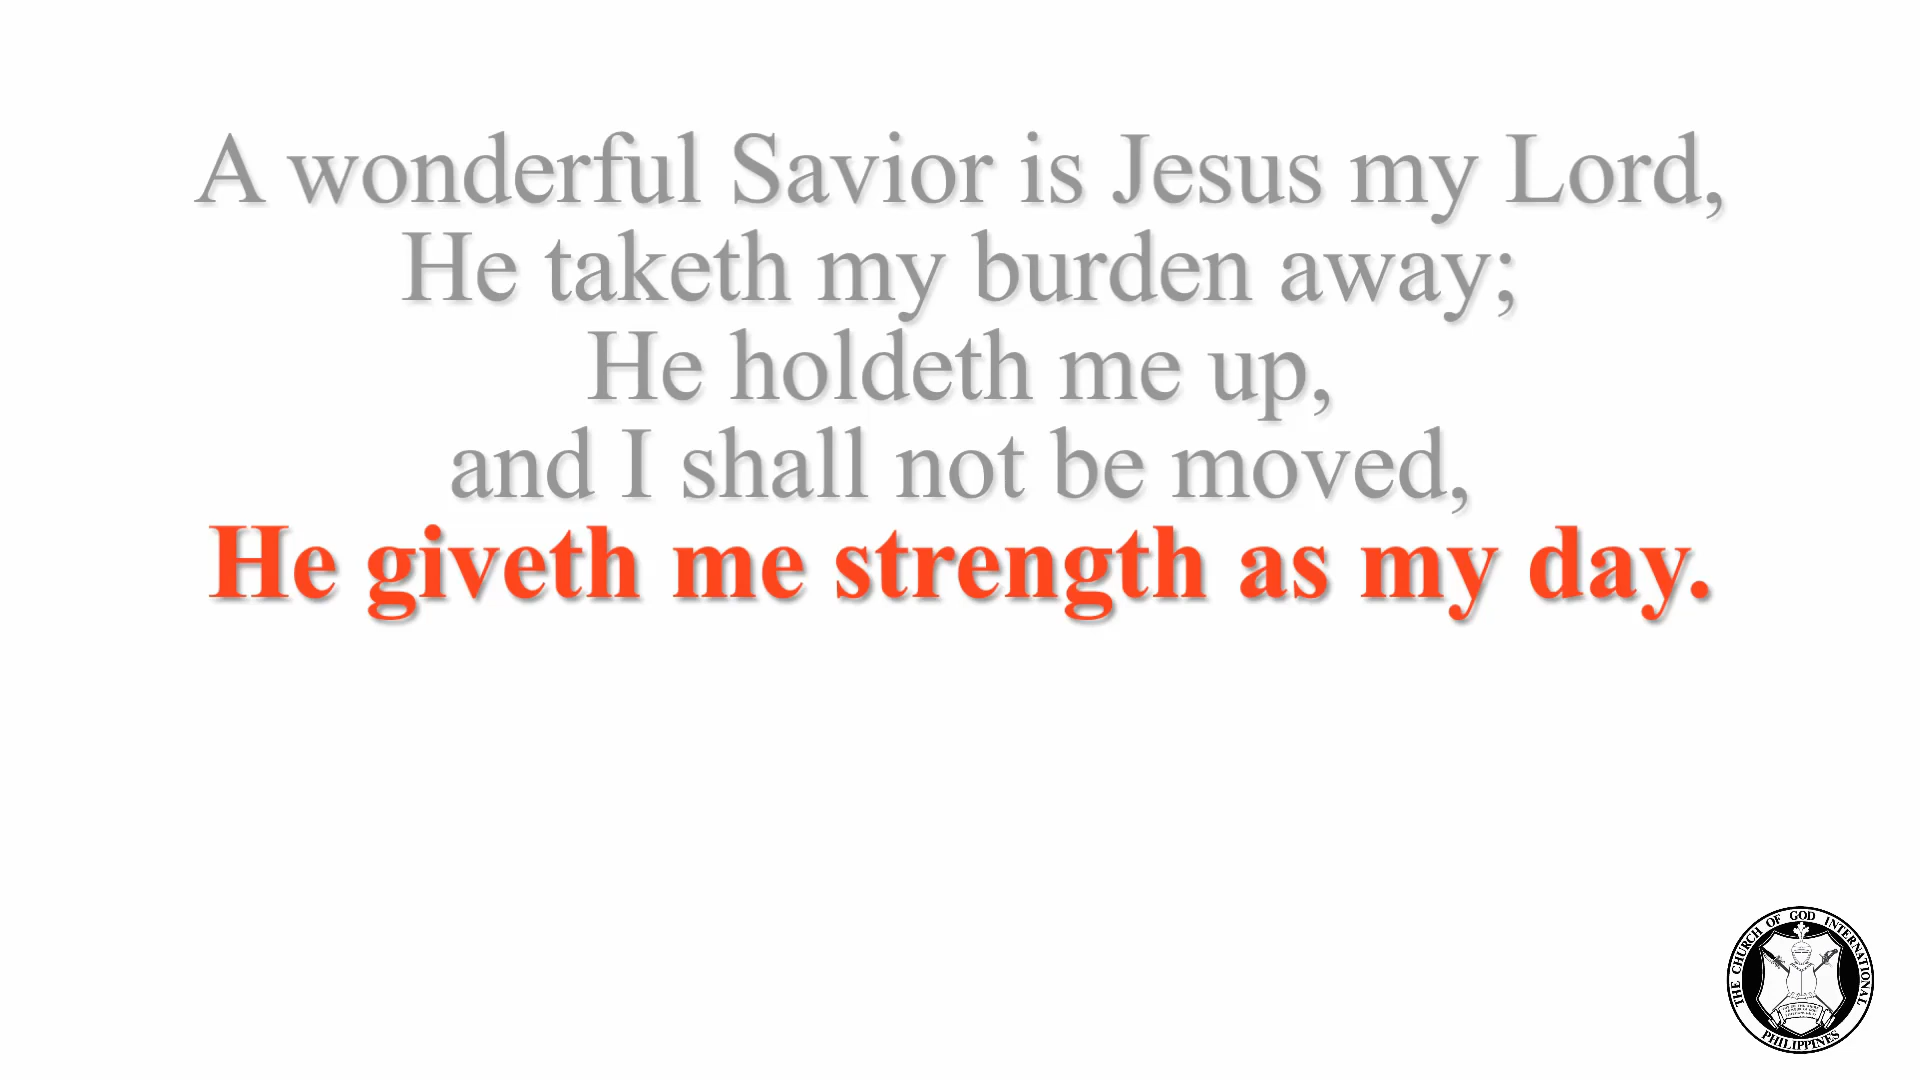 A wonderful Savior is Jesus my Lord,
He taketh my burden away;
He holdeth me up,
and I shall not be moved,
He giveth me strength as my day.
THE CHURCH OF GOD INTERNATIONAL
PHILIPPINES